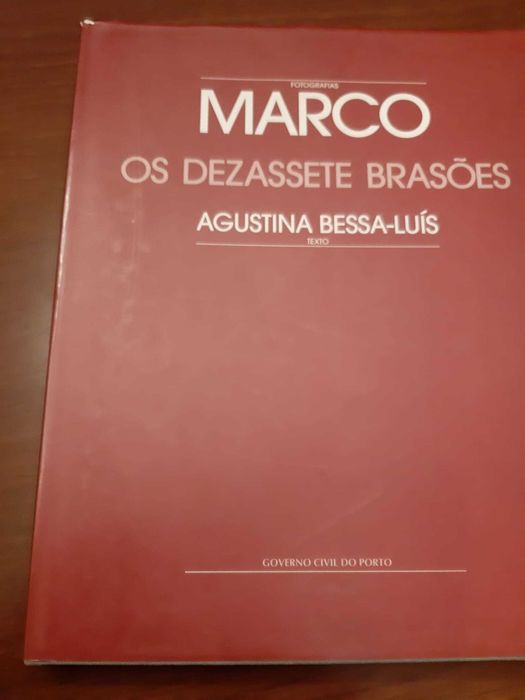 FOTOGRAFIAS
MARCO
OS DEZASSETE BRASÕES
AGUSTINA BESSA-LUÍS
TEXTO
GOVERNO CIVIL DO PORTO